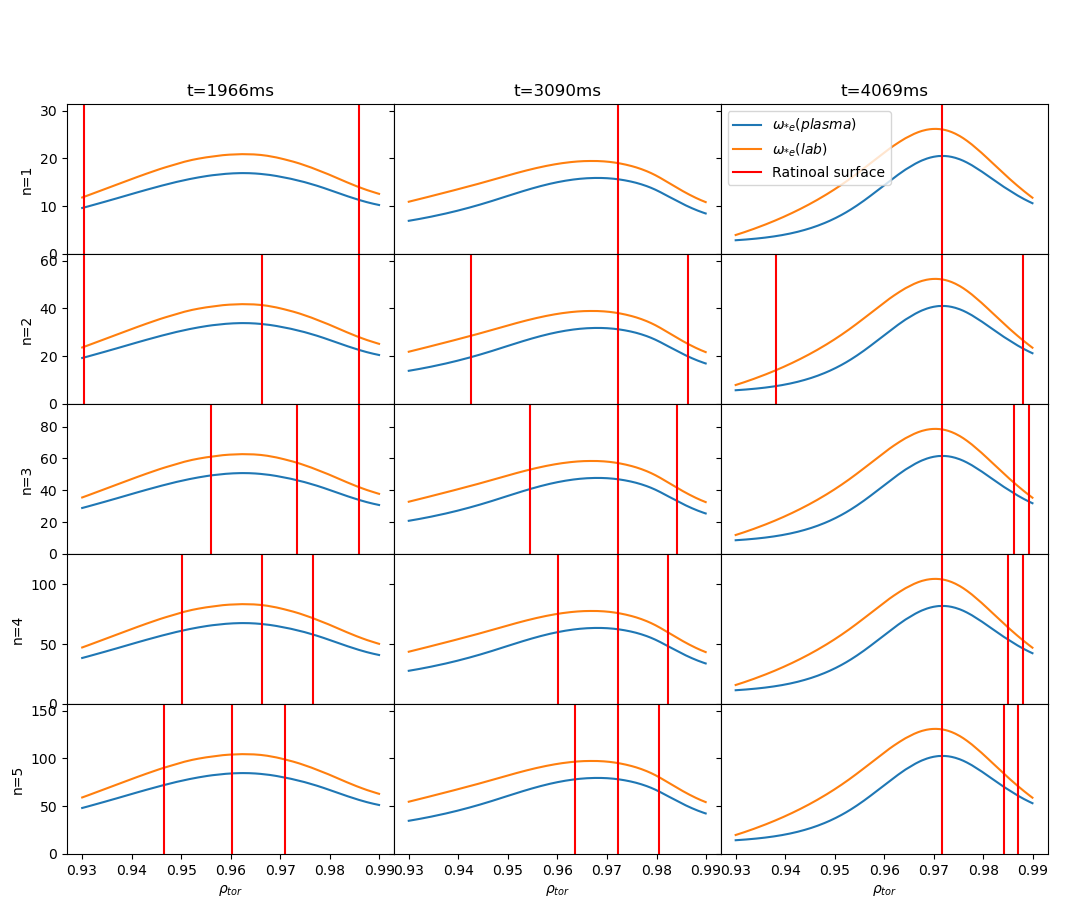 t=1966ms t=3090ms t=4069ms
30
20
10
0
n=1
ω*e(plasma)
ω*e(lab)
Ratinoal surface
60
40
20
0
n=2
80
60
40
20
0
n=3
100
50
0
n=4
150
100
50
0
n=5
0.93 0.94 0.95 0.96 0.97 0.98 0.99 0.93 0.94 0.95 0.96 0.97 0.98 0.99 0.93 0.94 0.95 0.96 0.97 0.98 0.99
ρtor ρtor ρtor